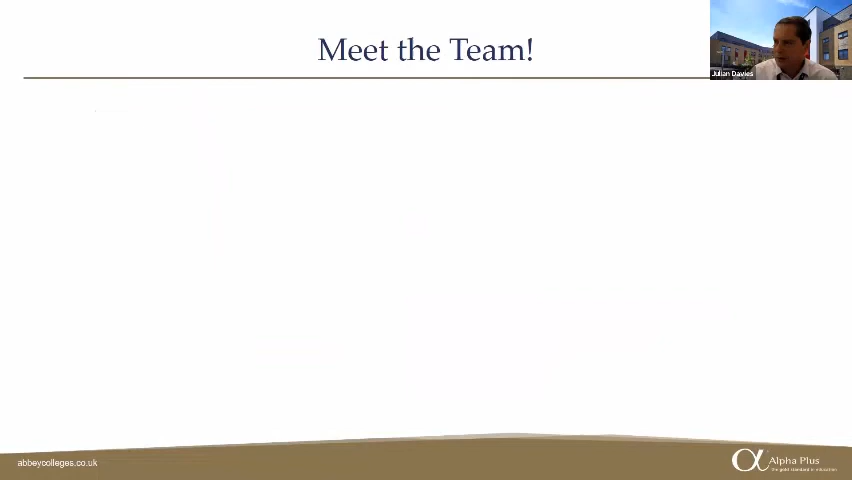 Meet the Team!
Julian Davies
abbeycolleges.co.uk
Alpha Plus
the gold standard in education